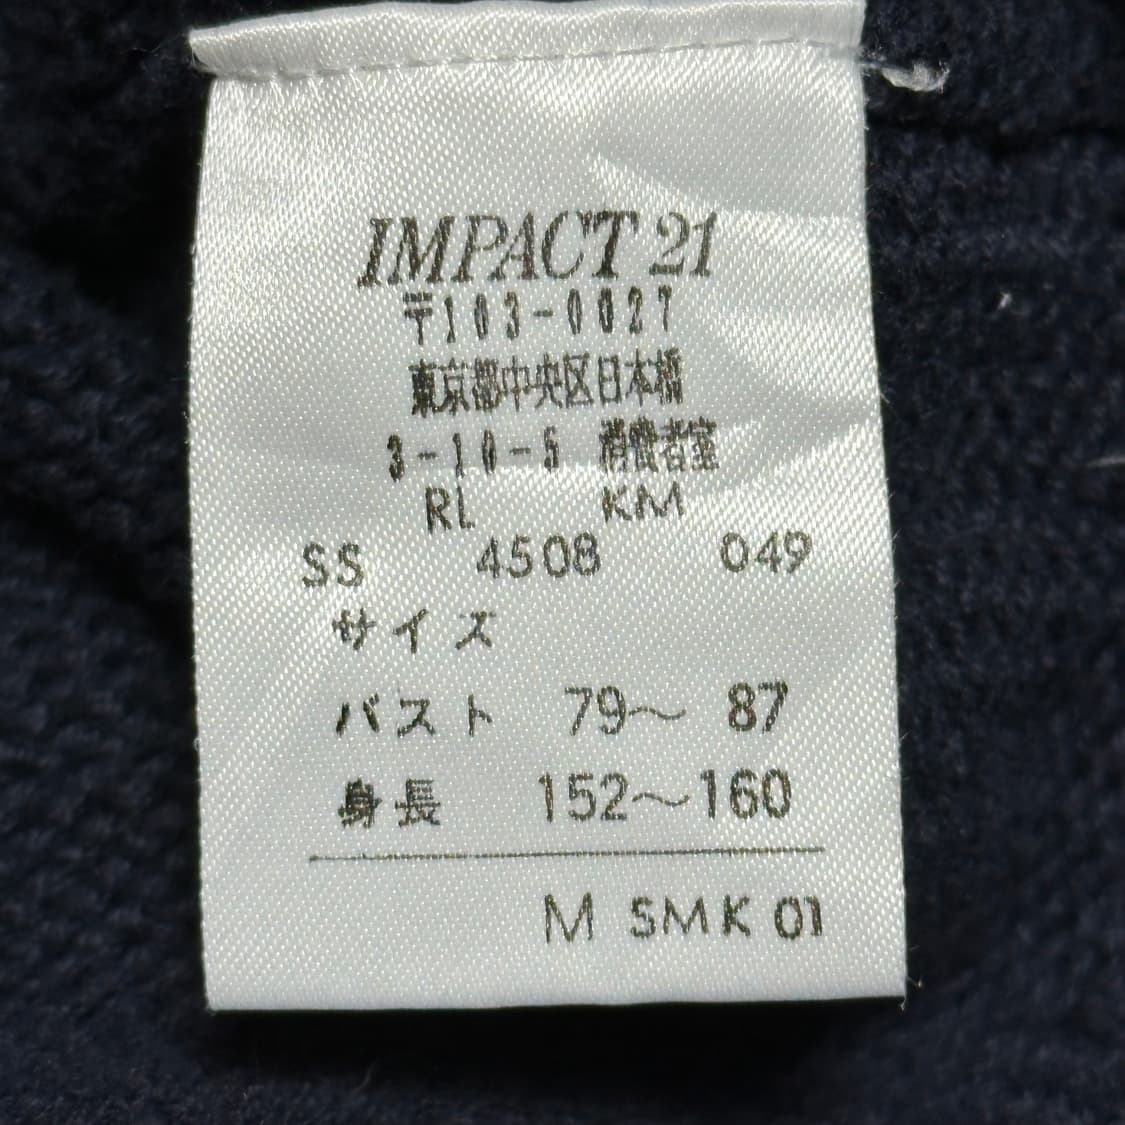 IMPACT 21
〒103-0027
東京都中央区日本橋
3-10-5 消費者室
RL KM
SS 4508 049
サイズ
バスト 79～ 87
身長 152～160
M SMK 01